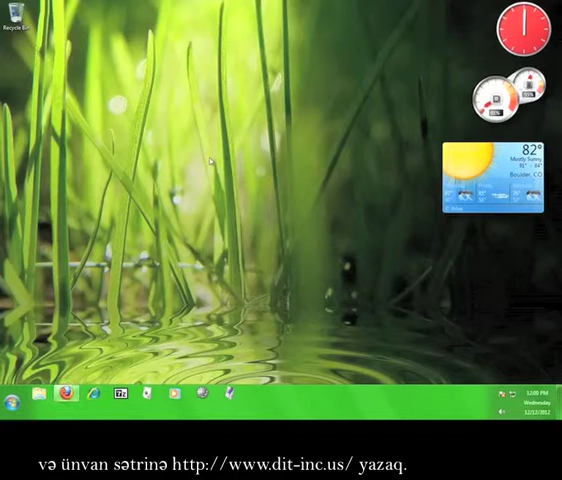 Recycle Bin
82°
Mostly Sunny
Boulder, CO
12:00 PM
Wednesday
12/12/2012
və ünvan sətrinə http://www.dit-inc.us/ yazaq.